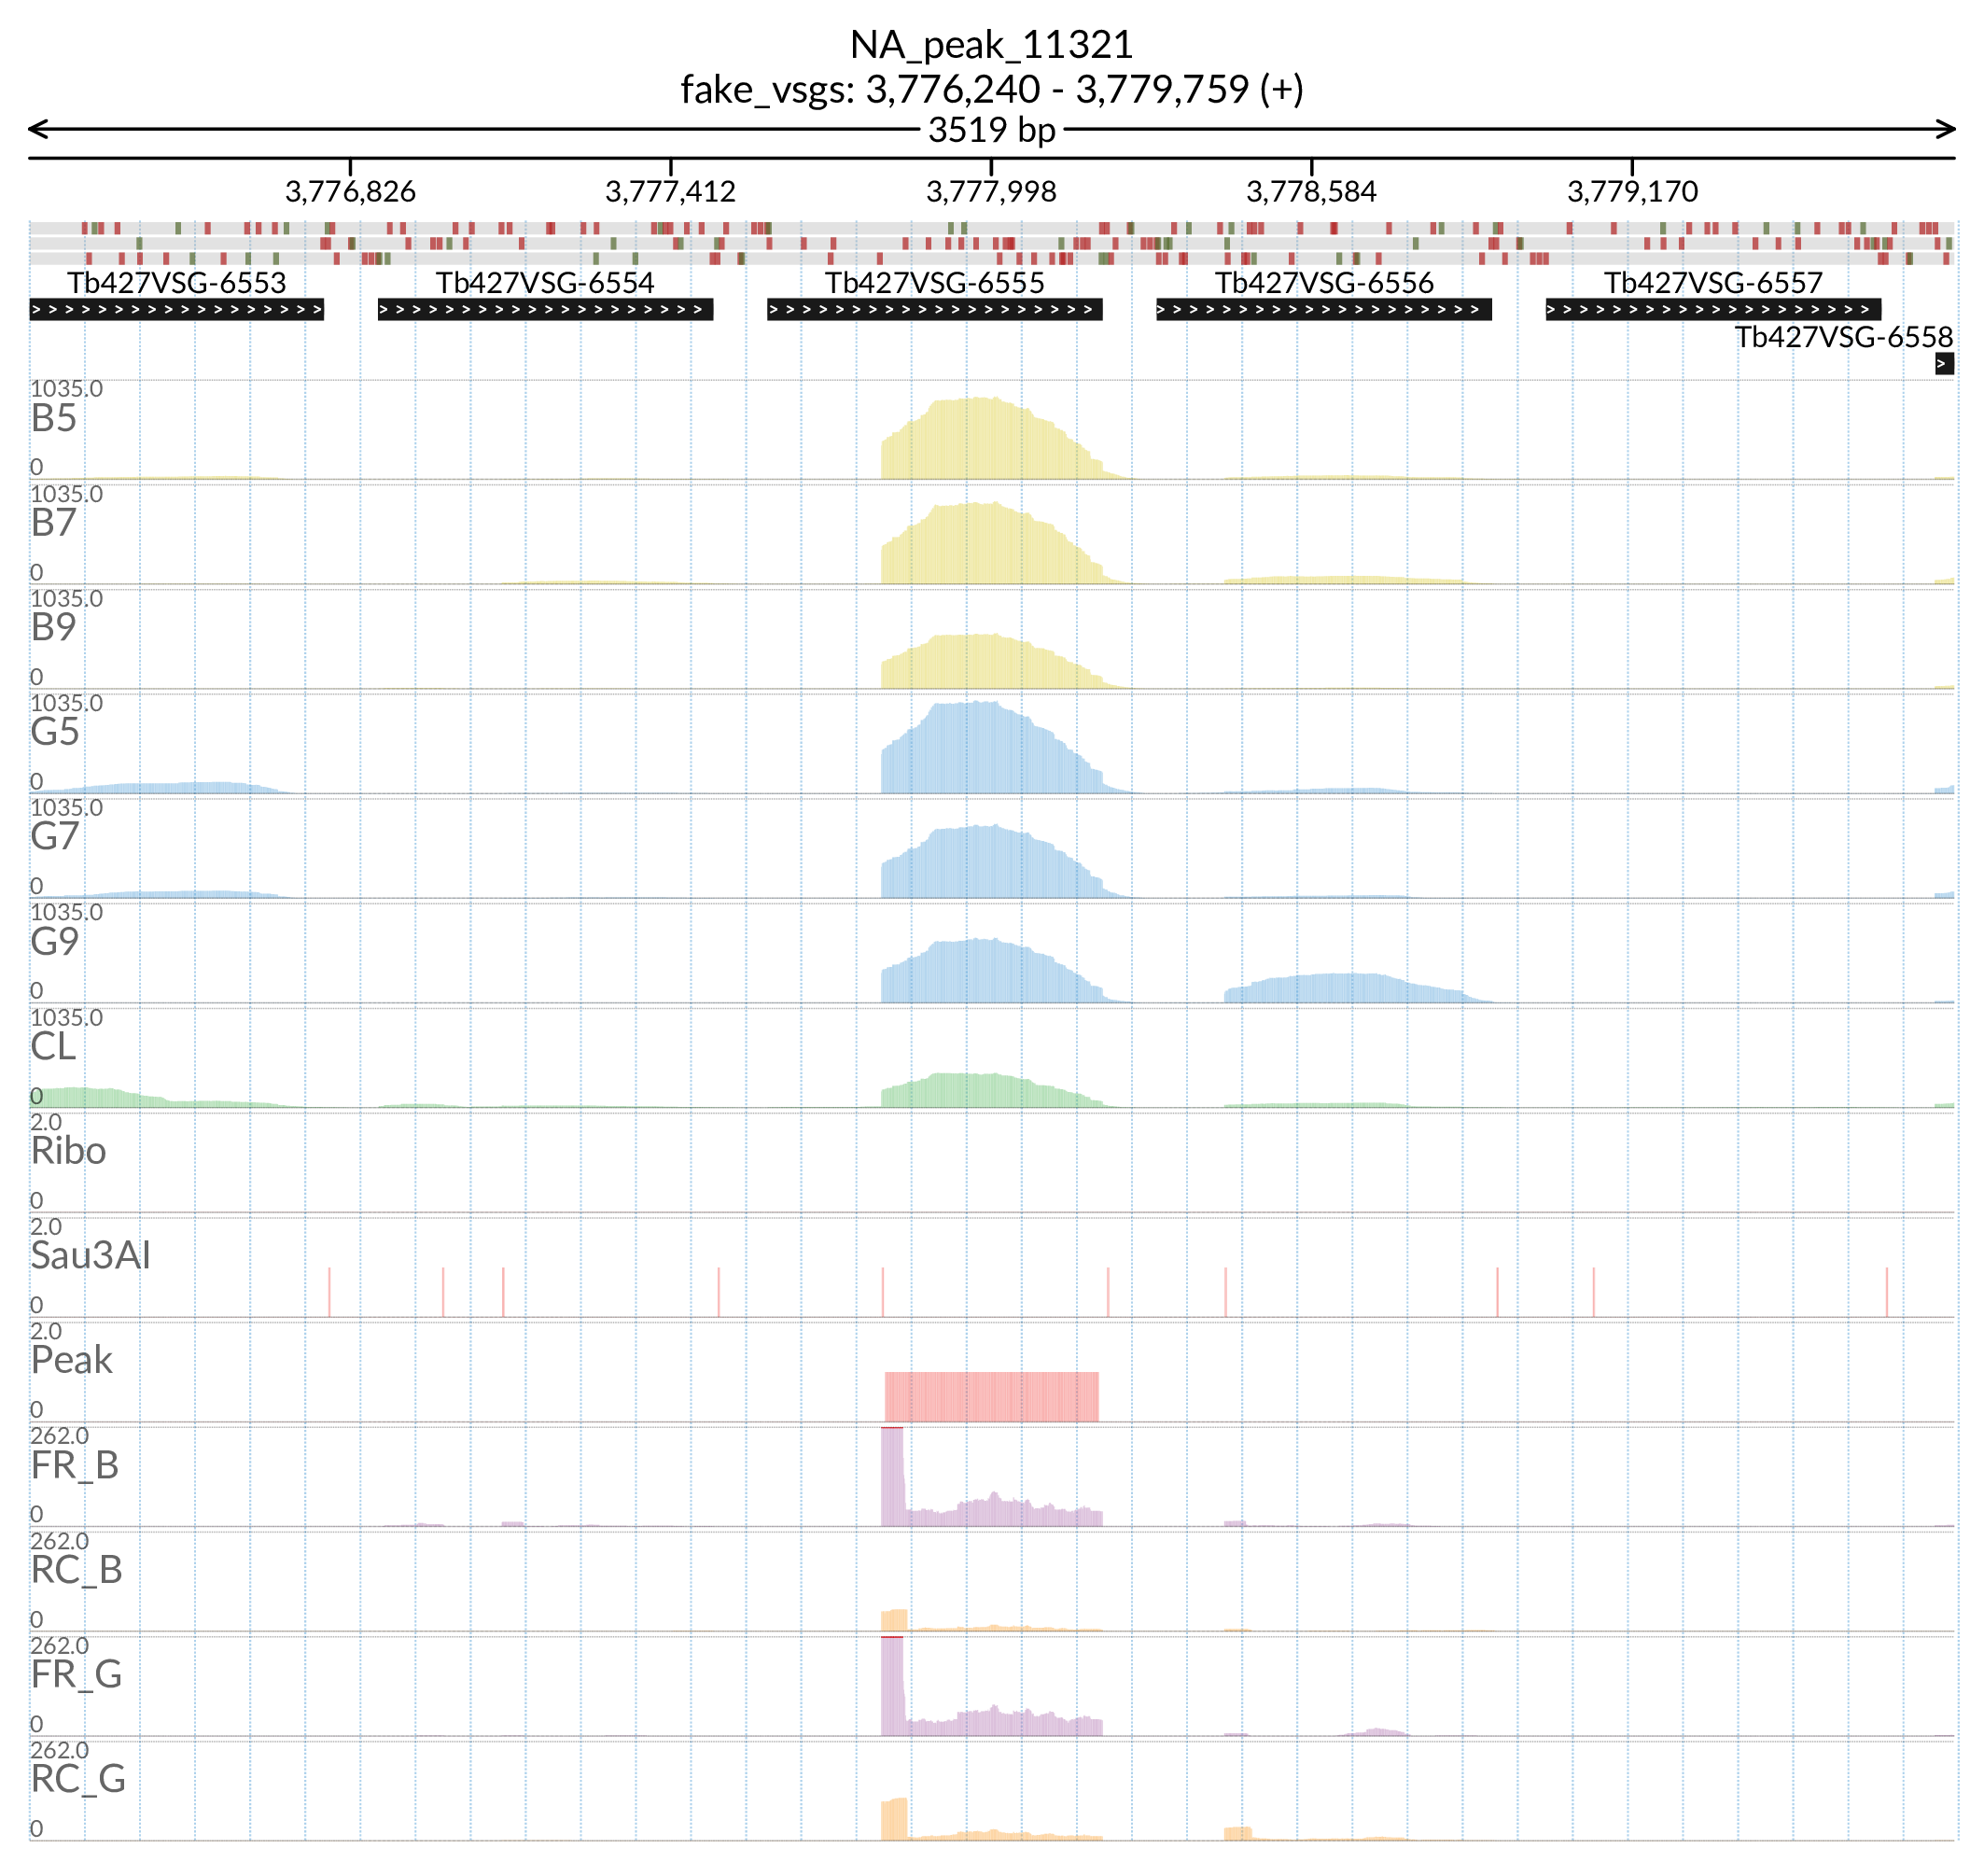 NA_peak_11321
fake_vsgs: 3,776,240 - 3,779,759 (+)
3519 bp
3,776,826 3,777,412 3,777,998 3,778,584 3,779,170
Tb427VSG-6553 Tb427VSG-6554 Tb427VSG-6555 Tb427VSG-6556 Tb427VSG-6557
Tb427VSG-6558
1035.0
B5
0
1035.0
B7
0
1035.0
B9
0
1035.0
G5
0
1035.0
G7
0
1035.0
G9
0
1035.0
CL
0
2.0
Ribo
0
2.0
Sau3AI
0
2.0
Peak
0
262.0
FR_B
0
262.0
RC_B
0
262.0
FR_G
0
262.0
RC_G
0